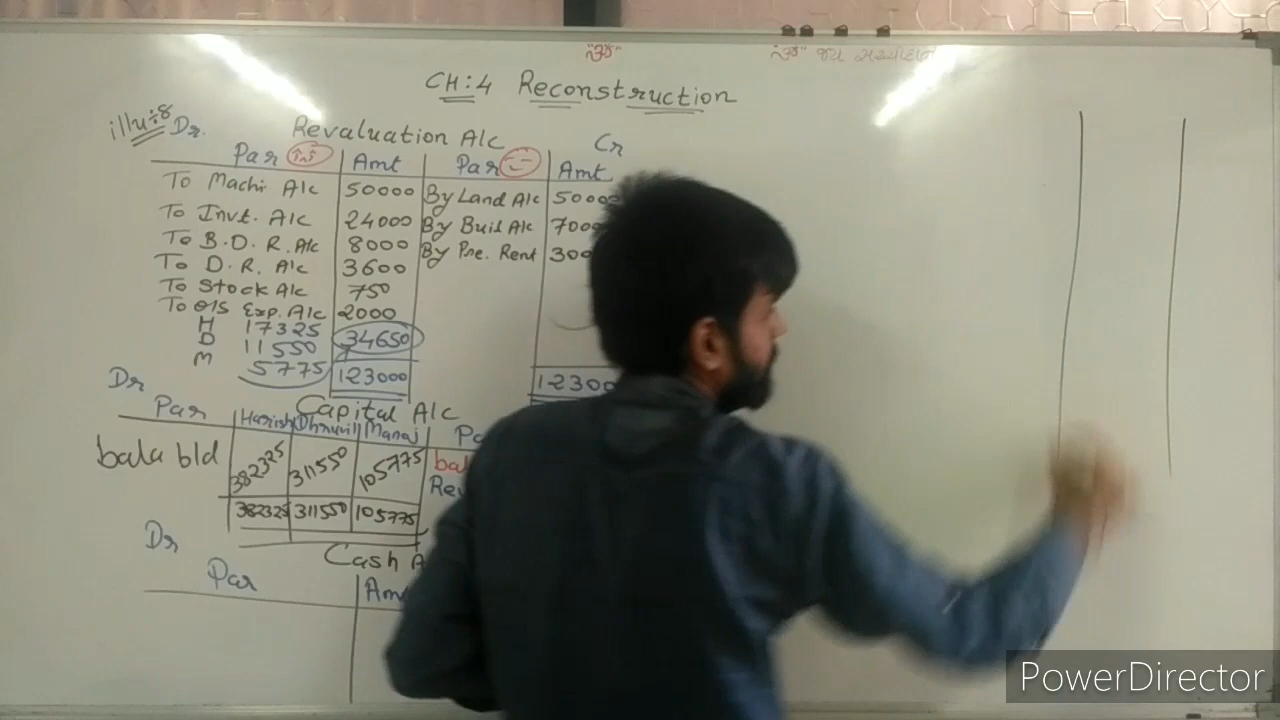 "ૐ"
"ૐ" જય
CH:4 Reconstruction
illu:8
Dr. Revaluation A/c Cr
Par Amt Par Amt
To Machi A/c 50000 By Land A/c 50000
To Invt. A/c 24000 By Buil A/c 7000
To B.D.R. A/c 8000 By Pre. Rent 300
To D.R. A/c 3600
To Stock A/c 750
To O/S Exp. A/c 2000
H 17325
D 11550 34650
M 5775
123000 12300
Dr Capital A/c
Par Harish Dhruvil Manoj Pa
bala b/d 382325 311550 105775 bal
Re
382325 311550 105775
Dr Cash A
Par Am
PowerDirector